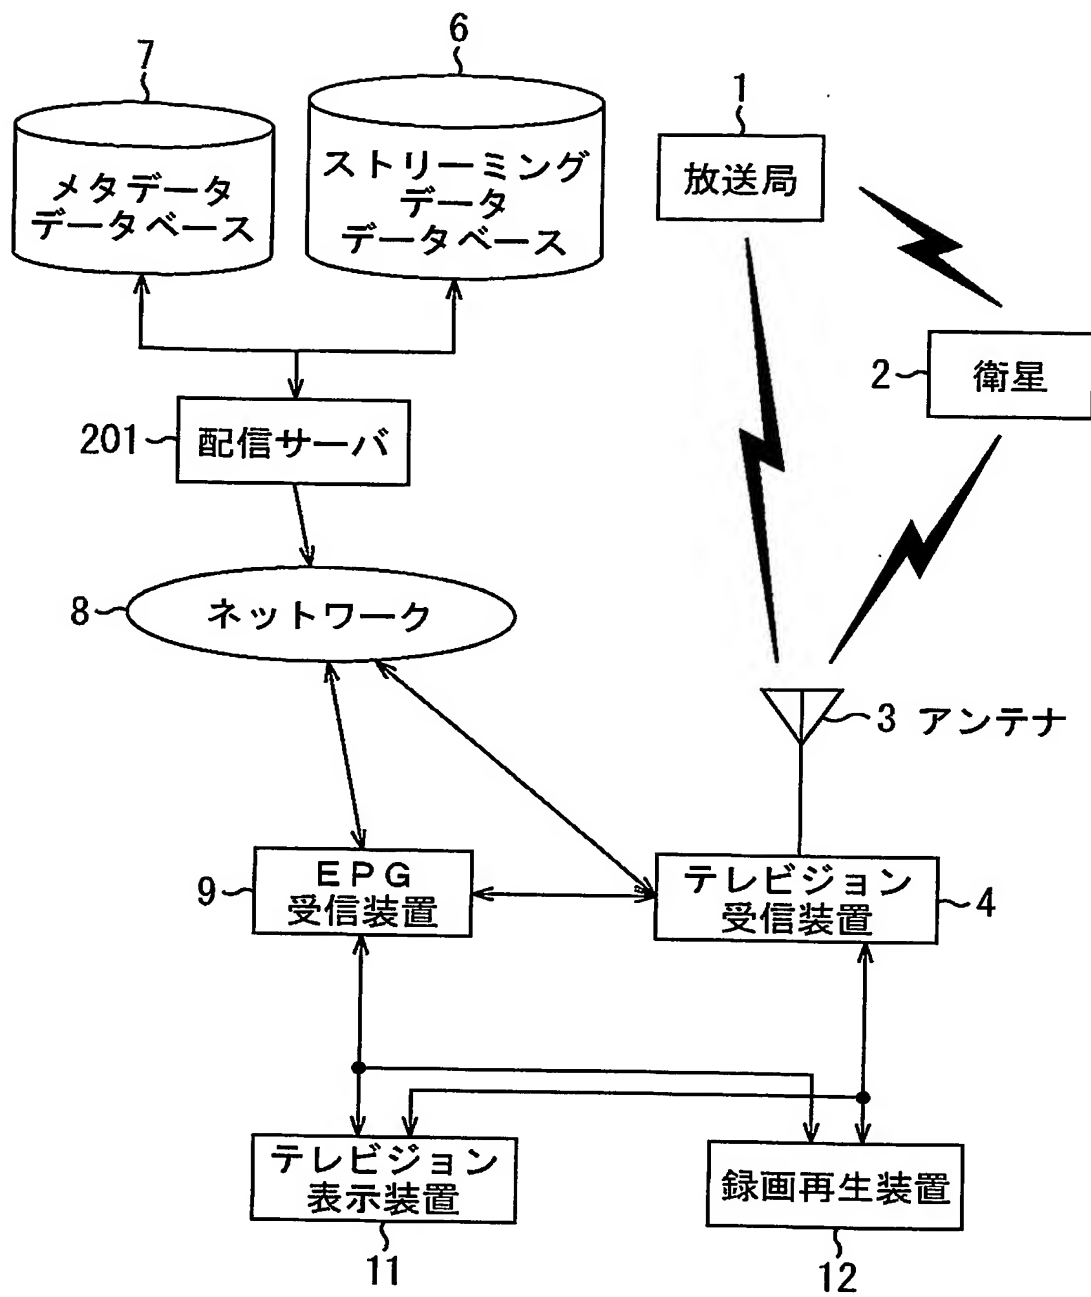 7
メタデータ
データベース
6
ストリーミング
データ
データベース
1
放送局
2
衛星
201
配信サーバ
8
ネットワーク
3 アンテナ
9
EPG
受信装置
テレビジョン
受信装置
4
テレビジョン
表示装置
11
録画再生装置
12